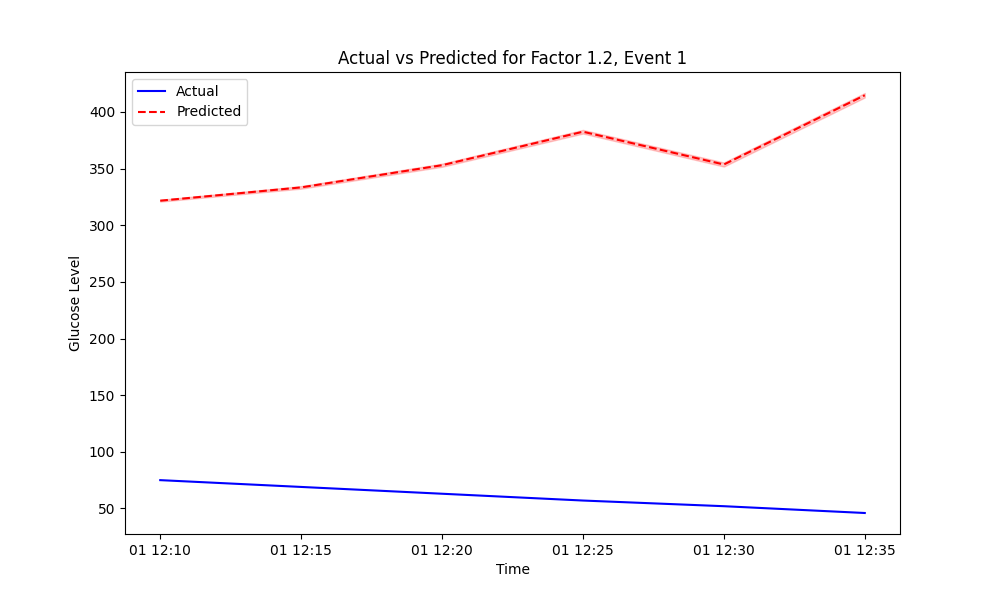 Actual vs Predicted for Factor 1.2, Event 1
Actual
Predicted
400
350
300
250
200
150
100
50
Glucose Level
01 12:10 01 12:15 01 12:20 01 12:25 01 12:30 01 12:35
Time